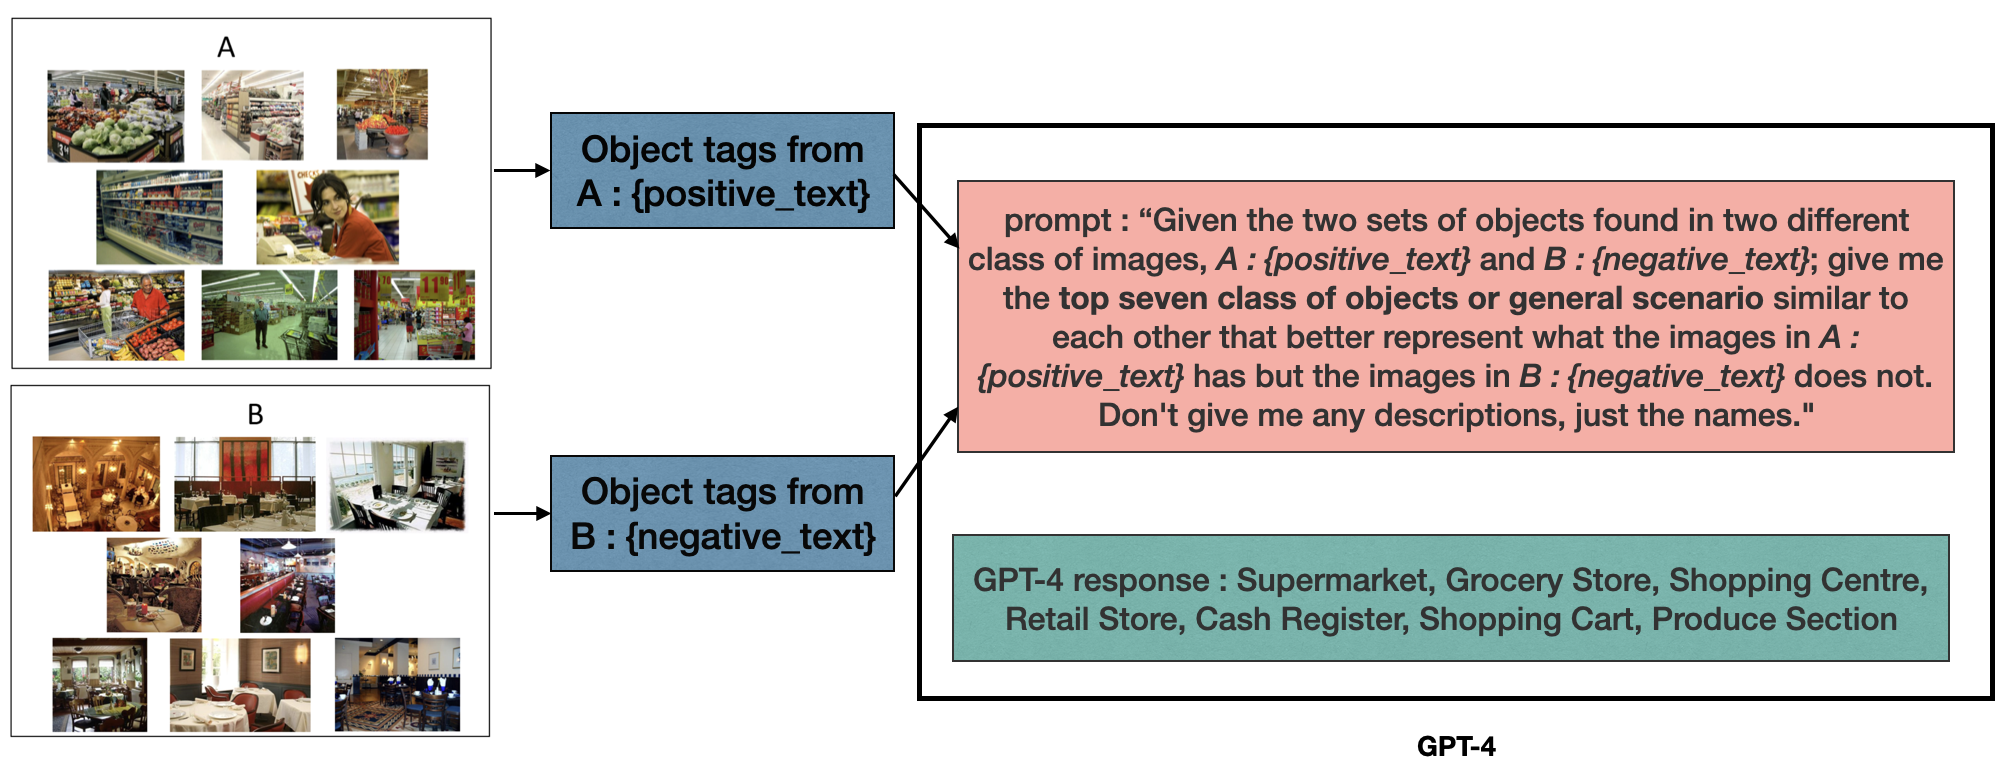 A
Object tags from
A : {positive_text}
prompt : “Given the two sets of objects found in two different
class of images, A : {positive_text} and B : {negative_text}; give me
the top seven class of objects or general scenario similar to
each other that better represent what the images in A :
{positive_text} has but the images in B : {negative_text} does not.
Don't give me any descriptions, just the names."
B
Object tags from
B : {negative_text}
GPT-4 response : Supermarket, Grocery Store, Shopping Centre,
Retail Store, Cash Register, Shopping Cart, Produce Section
GPT-4